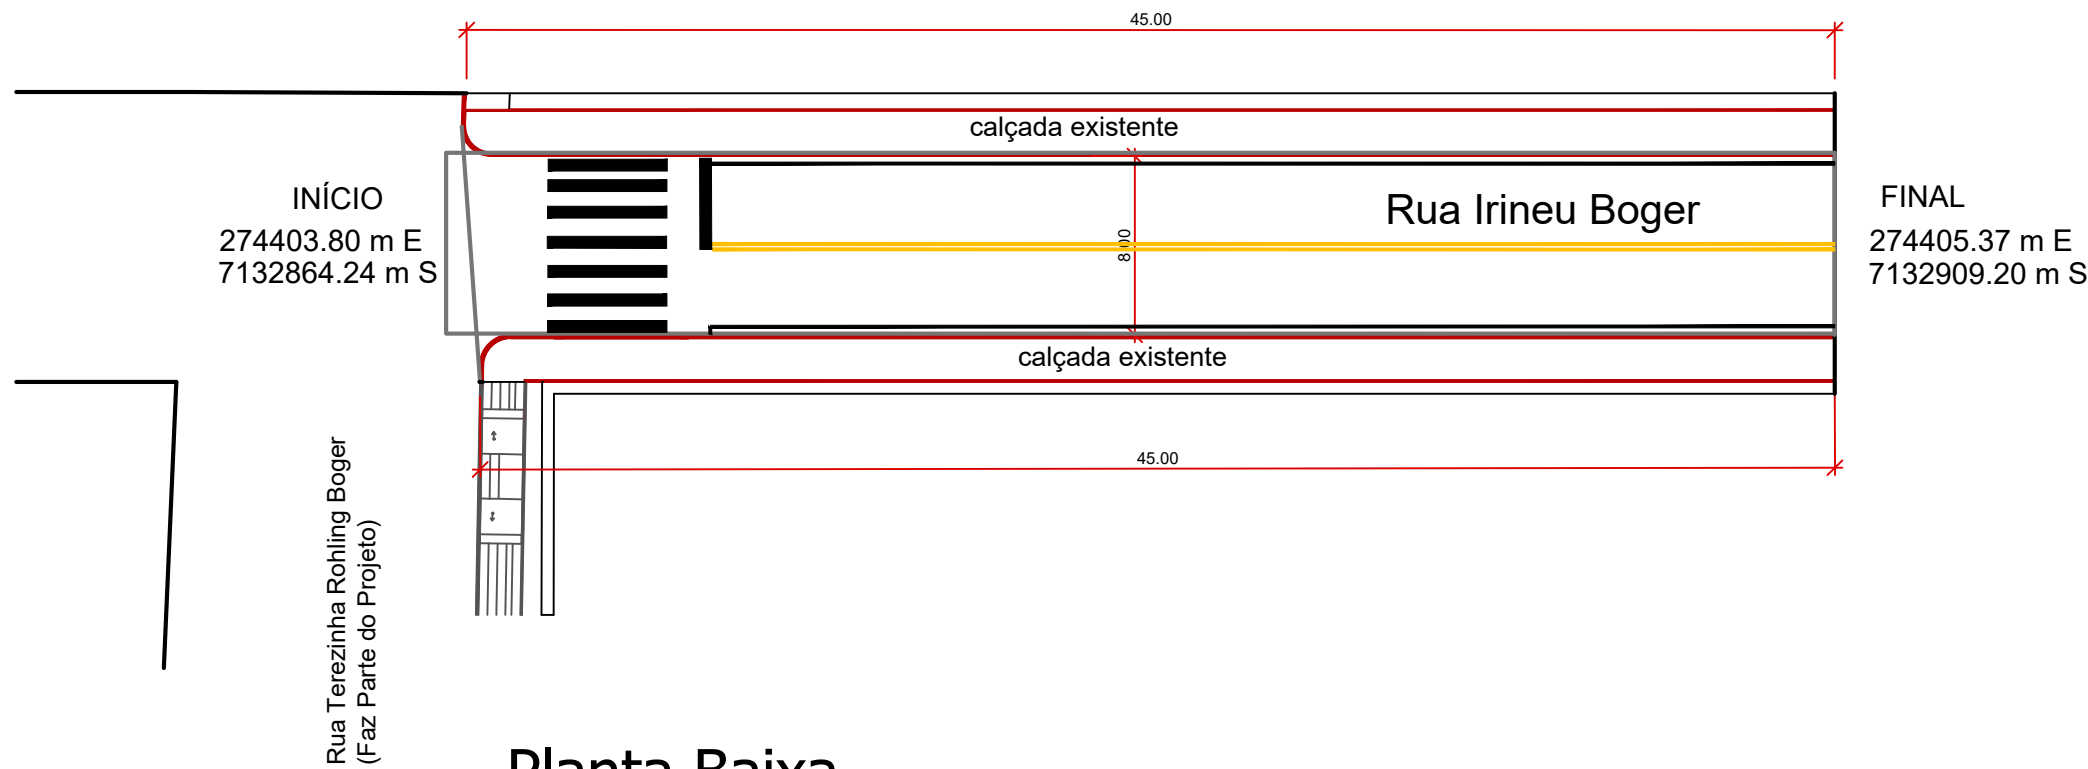 45.00
calçada existente
INÍCIO
274403.80 m E
7132864.24 m S
Rua Irineu Boger
8.00
FINAL
274405.37 m E
7132909.20 m S
calçada existente
45.00
Rua Terezinha Rohling Boger
(Faz Parte do Projeto)
Planta Baixa